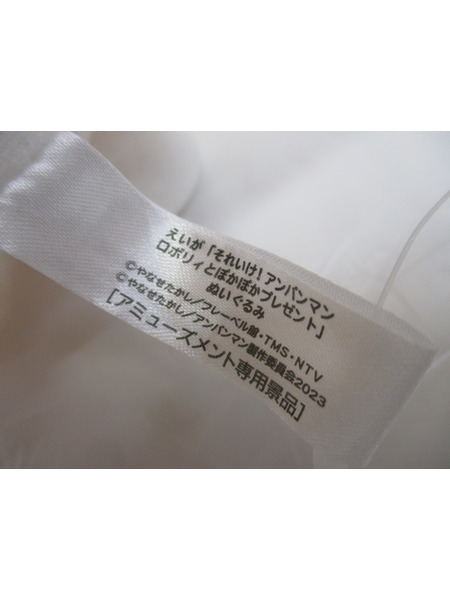 えいが「それいけ！アンパンマン
ロボリィとぽかぽかプレゼント」
ぬいぐるみ
©やなせたかし/フレーベル館・TMS・NTV
©やなせたかし/アンパンマン製作委員会2023
[アミューズメント専用景品]